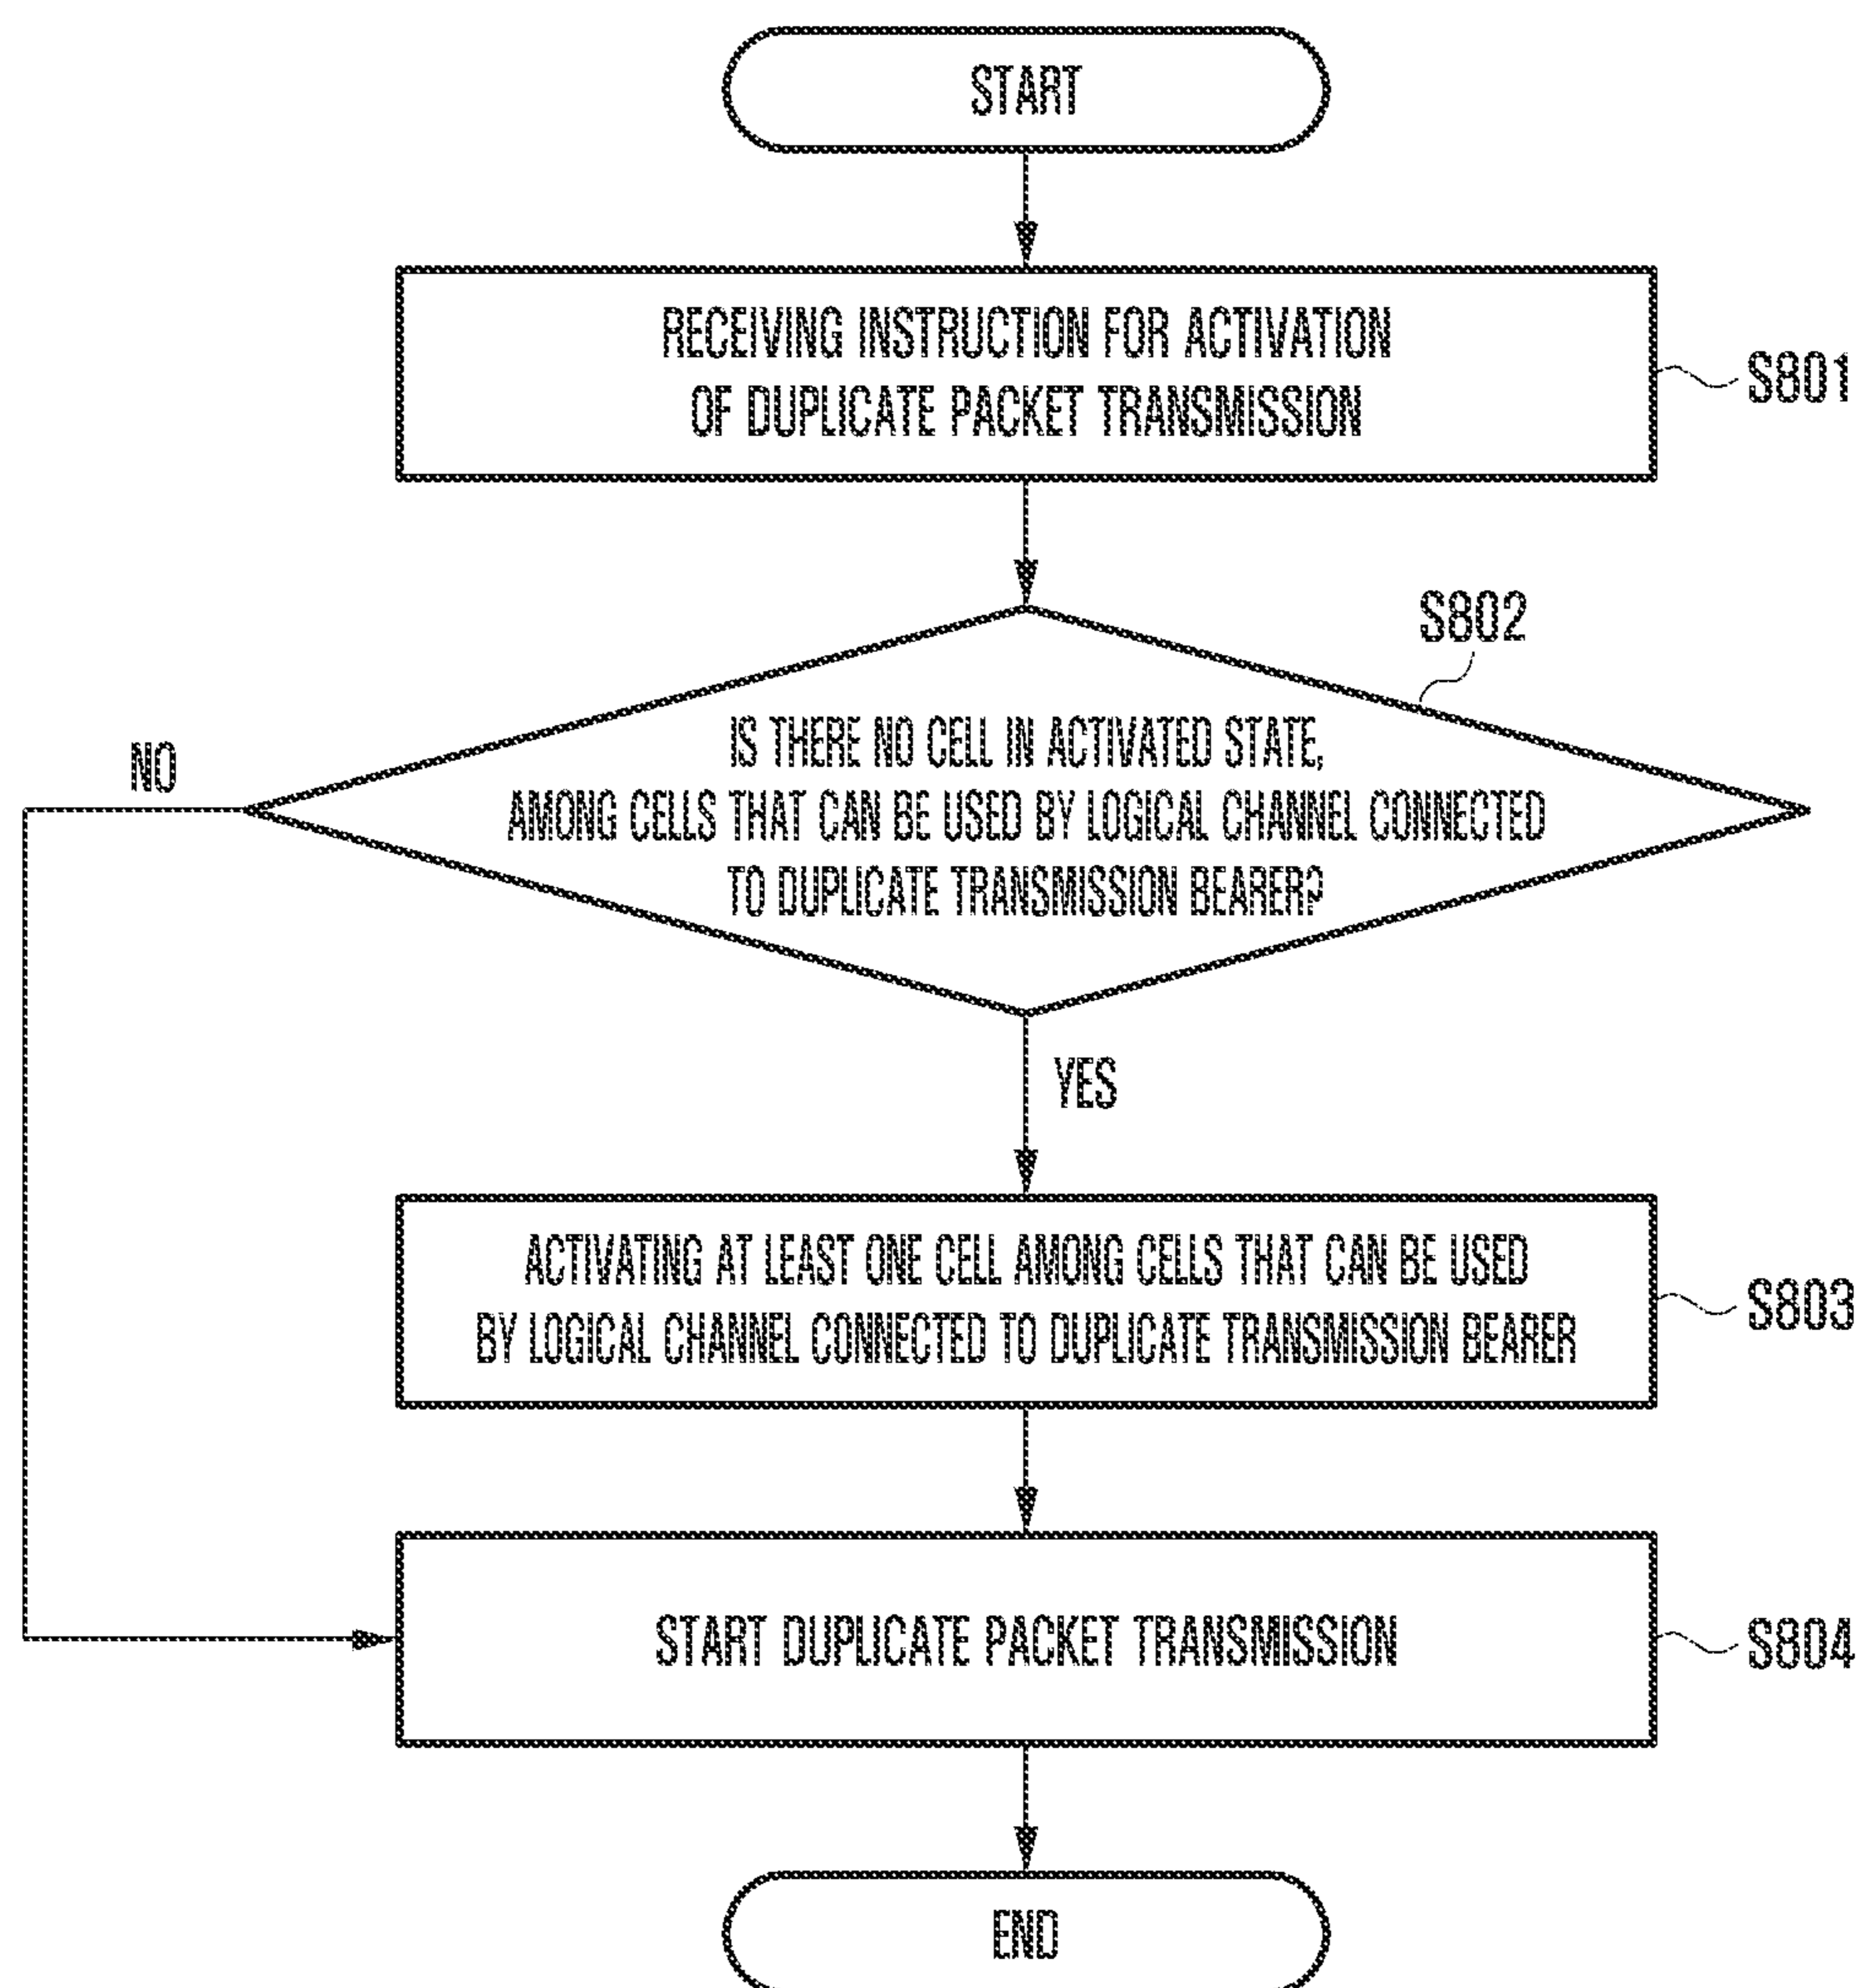 START
RECEIVING INSTRUCTION FOR ACTIVATION
OF DUPLICATE PACKET TRANSMISSION
S801
S802
IS THERE NO CELL IN ACTIVATED STATE,
AMONG CELLS THAT CAN BE USED BY LOGICAL CHANNEL CONNECTED
TO DUPLICATE TRANSMISSION BEARER?
NO
YES
ACTIVATING AT LEAST ONE CELL AMONG CELLS THAT CAN BE USED
BY LOGICAL CHANNEL CONNECTED TO DUPLICATE TRANSMISSION BEARER
S803
START DUPLICATE PACKET TRANSMISSION
S804
END